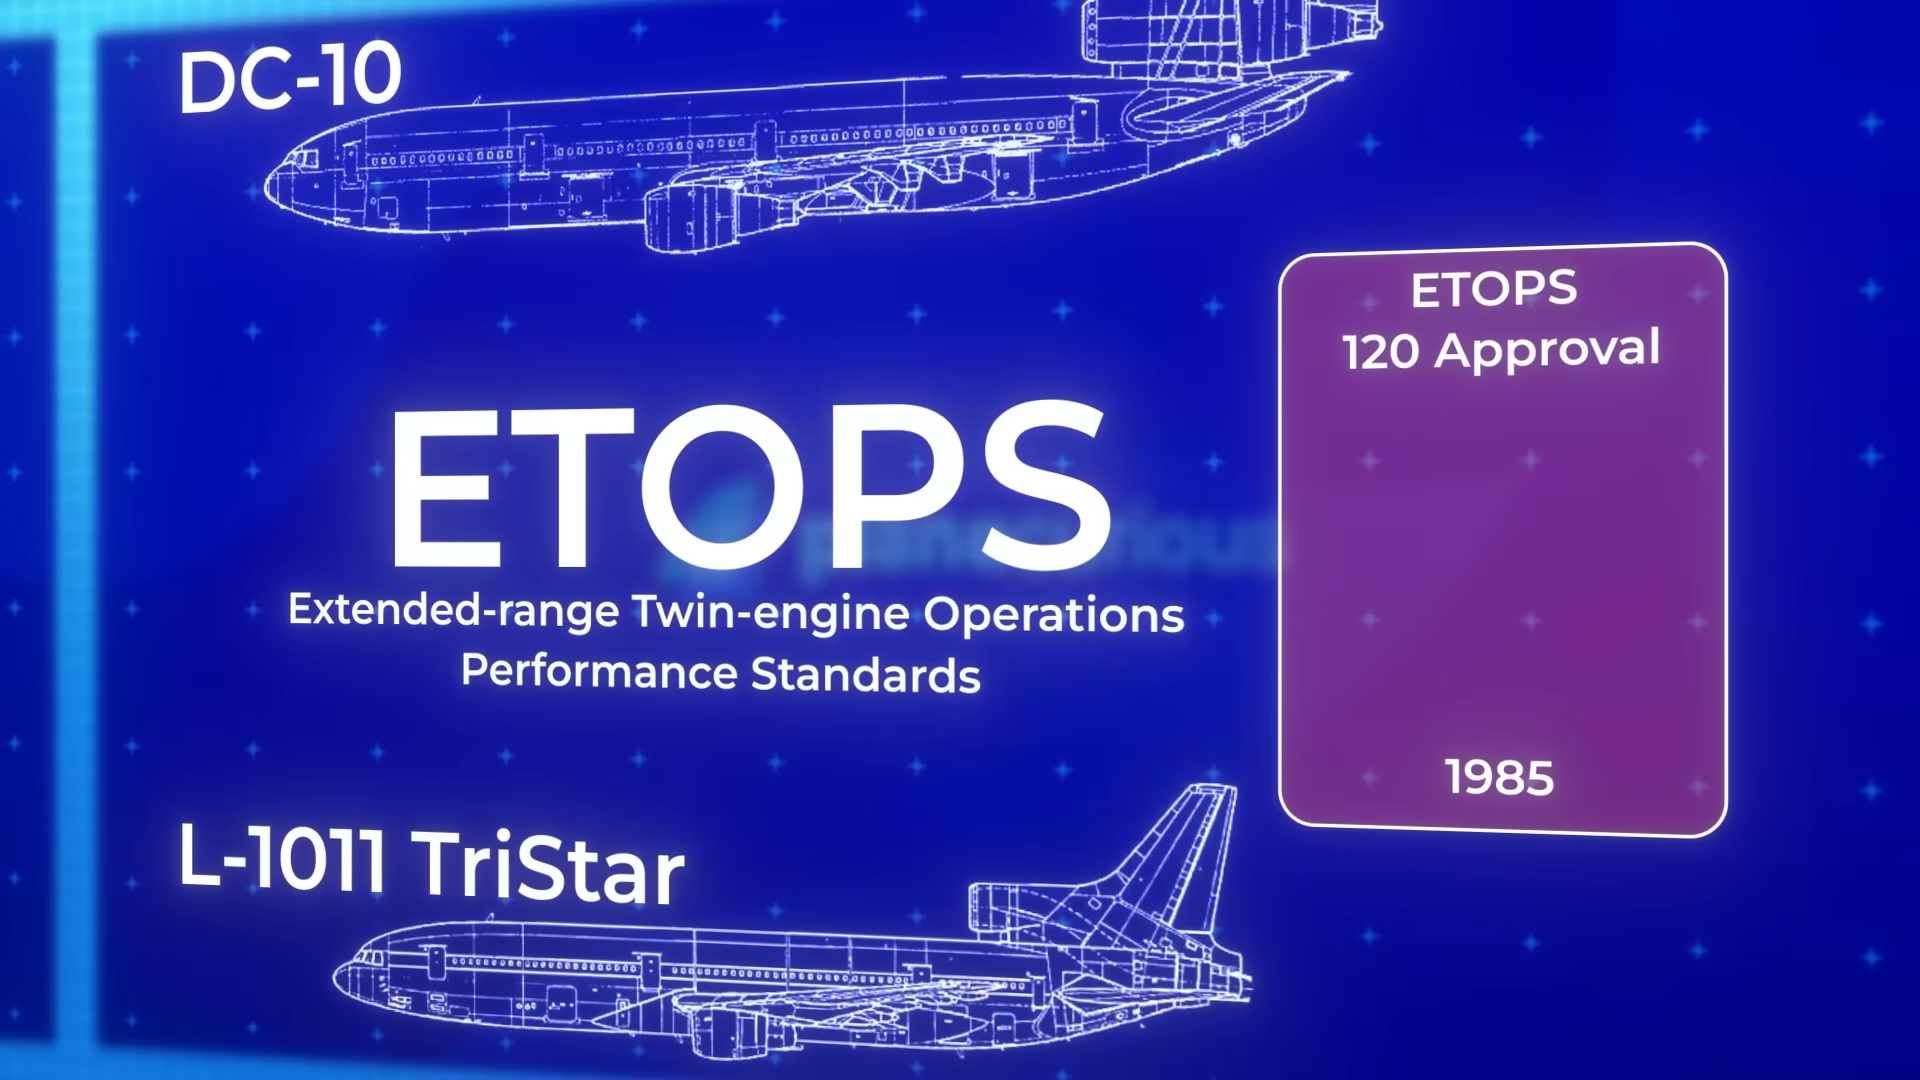 DC-10
ETOPS
120 Approval
ETOPS
Extended-range Twin-engine Operations
Performance Standards
1985
L-1011 TriStar